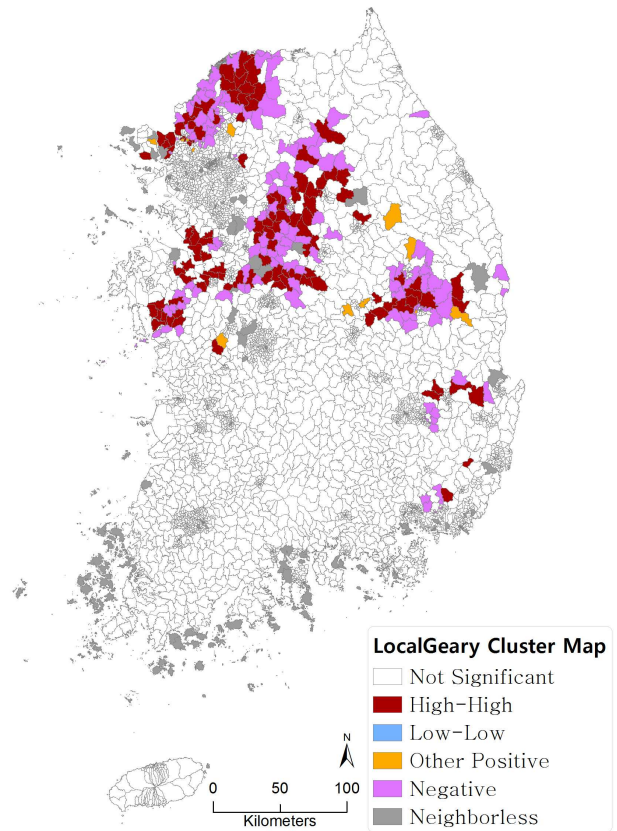 LocalGeary Cluster Map
Not Significant
High-High
Low-Low
Other Positive
Negative
Neighborless
N
0 50 100
Kilometers